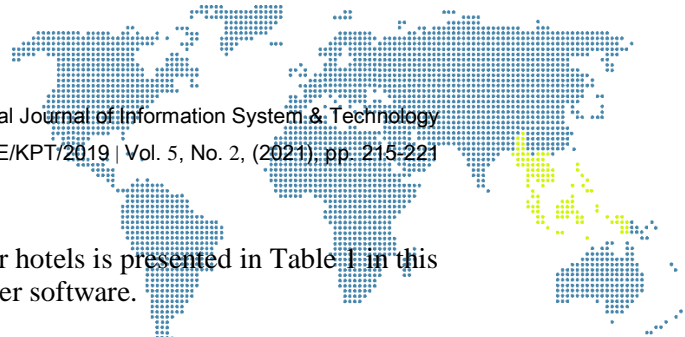 al Journal of Information System & Technology
E/KPT/2019 | Vol. 5, No. 2, (2021), pp. 215-221
r hotels is presented in Table 1 in this
er software.